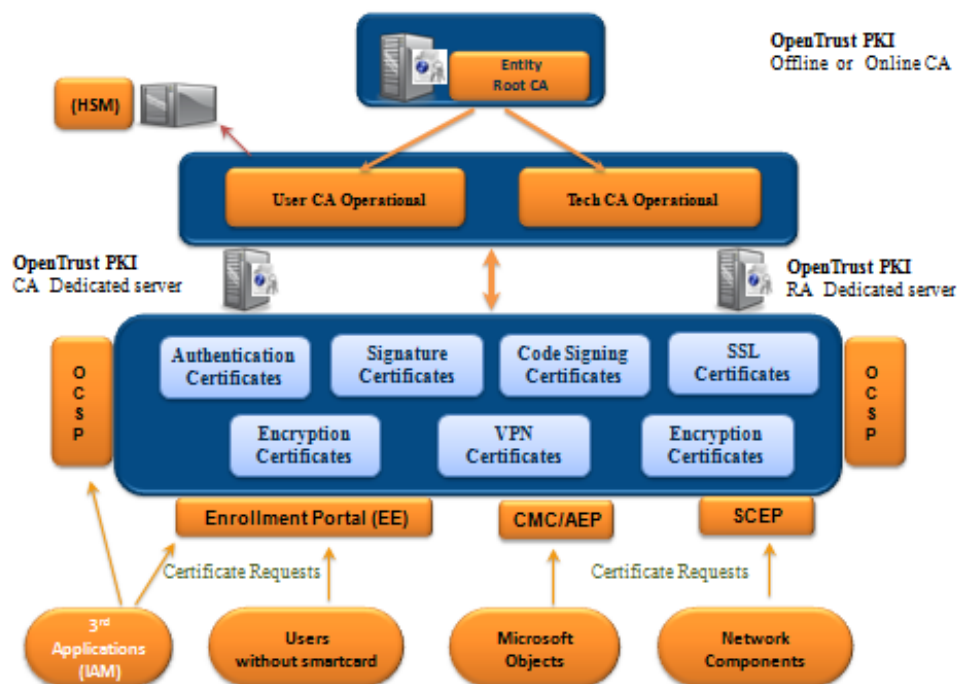 OpenTrust PKI
Offline or Online CA
Entity
Root CA
(HSM)
User CA Operational
Tech CA Operational
OpenTrust PKI
CA Dedicated server
OpenTrust PKI
RA Dedicated server
O
C
S
P
Authentication
Certificates
Signature
Certificates
Code Signing
Certificates
SSL
Certificates
O
C
S
P
Encryption
Certificates
VPN
Certificates
Encryption
Certificates
Enrollment Portal (EE)
CMC/AEP
SCEP
Certificate Requests
Certificate Requests
3rd
Applications
(IAM)
Users
without smartcard
Microsoft
Objects
Network
Components